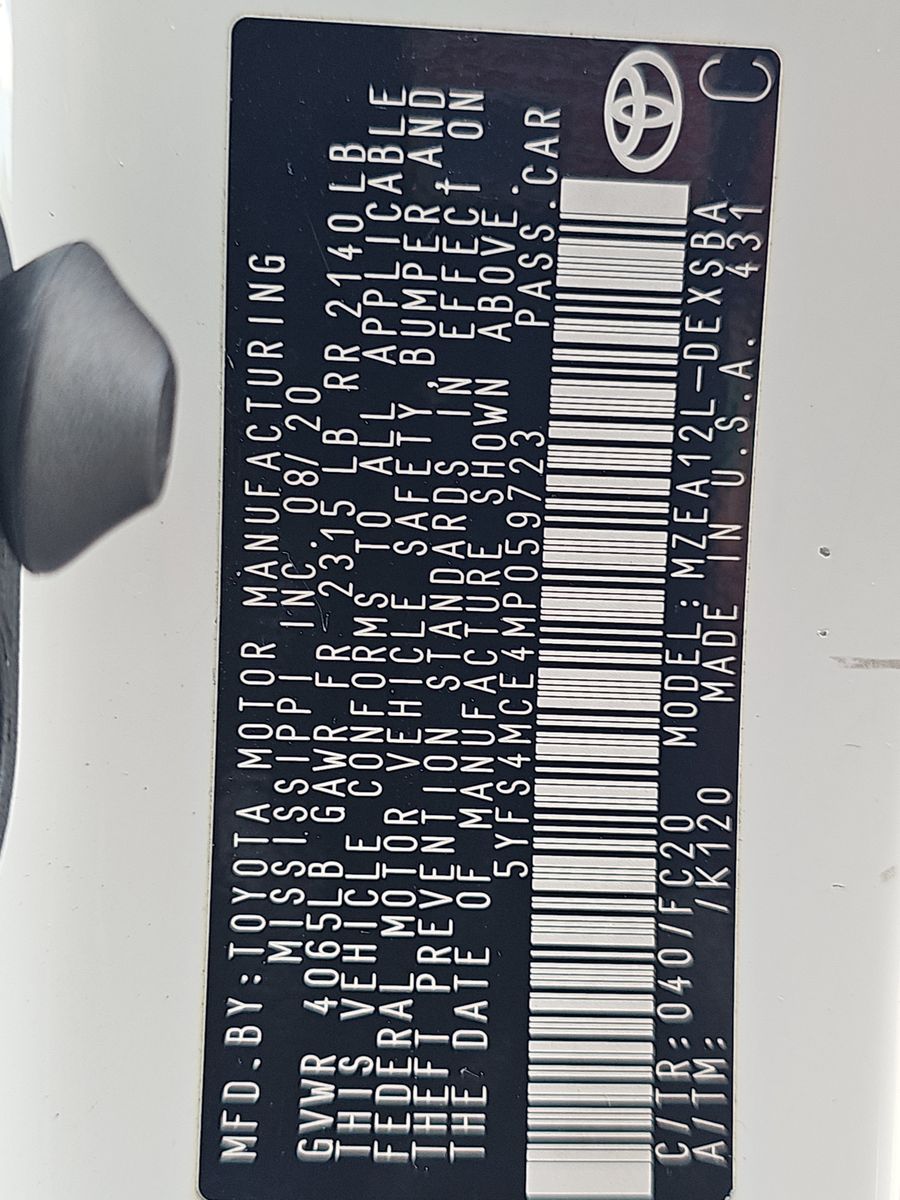 MFD.BY:TOYOTA MOTOR MANUFACTURING
MISSISSIPPI INC. 08/20
GVWR 4065LB GAWR FR 2315 LB RR 2140 LB
THIS VEHICLE CONFORMS TO ALL APPLICABLE
FEDERAL MOTOR VEHICLE SAFETY BUMPER AND
THEFT PREVENTION STANDARDS IN EFFECT ON
THE DATE OF MANUFACTURE SHOWN ABOVE.
5YFS4MCE4MP059723 PASS.CAR
C/TR:040/FC20 MODEL:MZEA12L-DEXSBA
A/TM: /K120 MADE IN U.S.A. 431 C